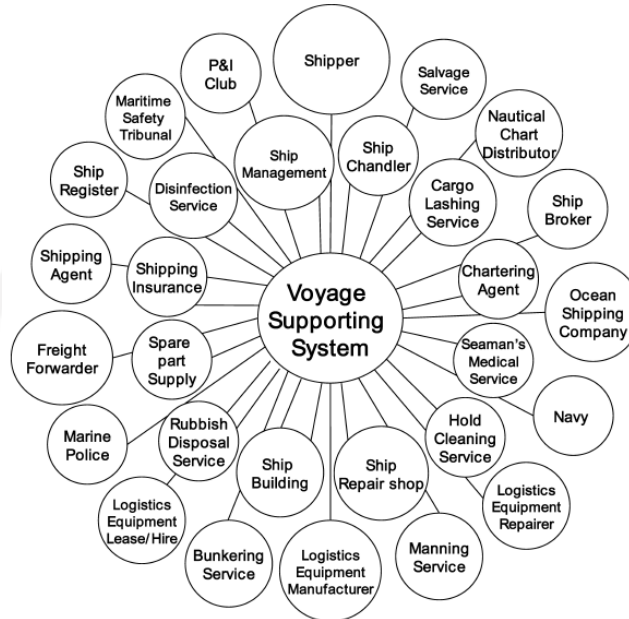 Shipper
P&I
Club
Salvage
Service
Maritime
Safety
Tribunal
Nautical
Chart
Distributor
Ship
Management
Ship
Chandler
Ship
Register
Disinfection
Service
Cargo
Lashing
Service
Ship
Broker
Shipping
Agent
Shipping
Insurance
Voyage
Supporting
System
Chartering
Agent
Ocean
Shipping
Company
Freight
Forwarder
Spare
part
Supply
Seaman's
Medical
Service
Navy
Marine
Police
Rubbish
Disposal
Service
Hold
Cleaning
Service
Ship
Building
Ship
Repair shop
Logistics
Equipment
Lease/Hire
Logistics
Equipment
Repairer
Bunkering
Service
Logistics
Equipment
Manufacturer
Manning
Service